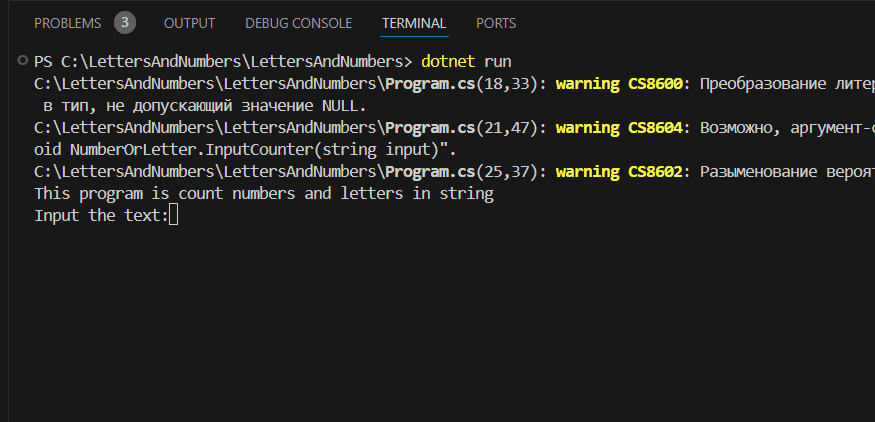 PROBLEMS 3 OUTPUT DEBUG CONSOLE TERMINAL PORTS
PS C:\LettersAndNumbers\LettersAndNumbers> dotnet run
C:\LettersAndNumbers\LettersAndNumbers\Program.cs(18,33): warning CS8600: Преобразование
в тип, не допускающий значение NULL.
C:\LettersAndNumbers\LettersAndNumbers\Program.cs(21,47): warning CS8604: Возможно,
oid NumberOrLetter.InputCounter(string input)".
C:\LettersAndNumbers\LettersAndNumbers\Program.cs(25,37): warning CS8602: Разыменование
This program is count numbers and letters in string
Input the text: